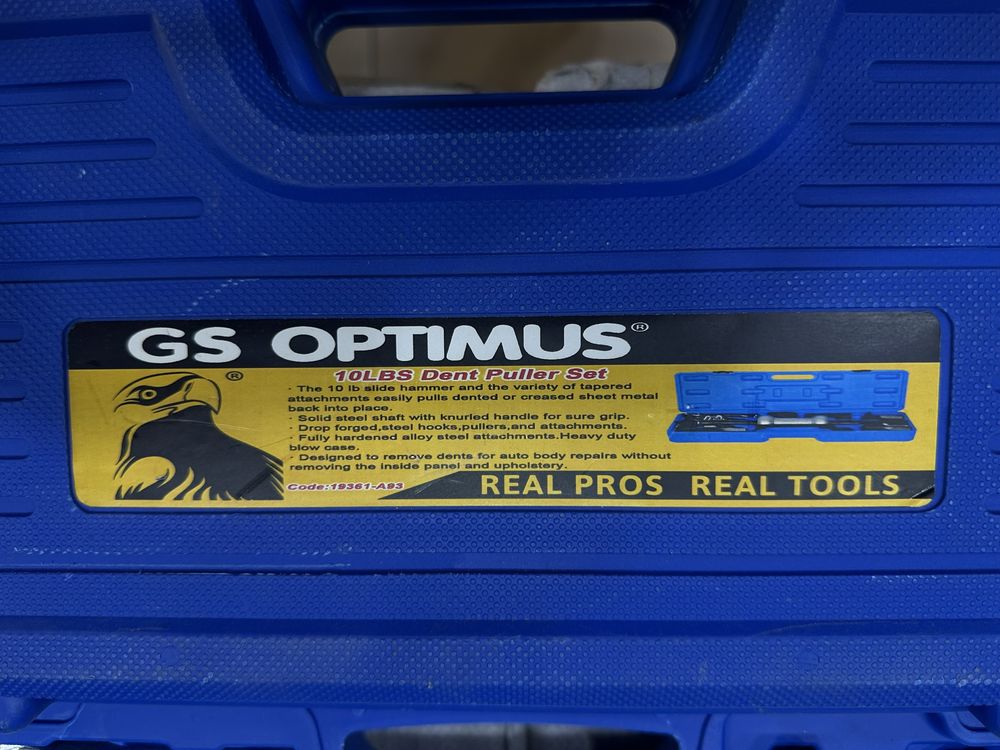 GS OPTIMUS®
10LBS Dent Puller Set
®
· The 10 lb slide hammer and the variety of tapered
attachments easily pulls dented or creased sheet metal
back into place.
· Solid steel shaft with knurled handle for sure grip.
· Drop forged,steel hooks,pullers,and attachments.
· Fully hardened alloy steel attachments.Heavy duty
blow case.
· Designed to remove dents for auto body repairs without
removing the inside panel and upholstery.
Code:19361-A93
REAL PROS REAL TOOLS